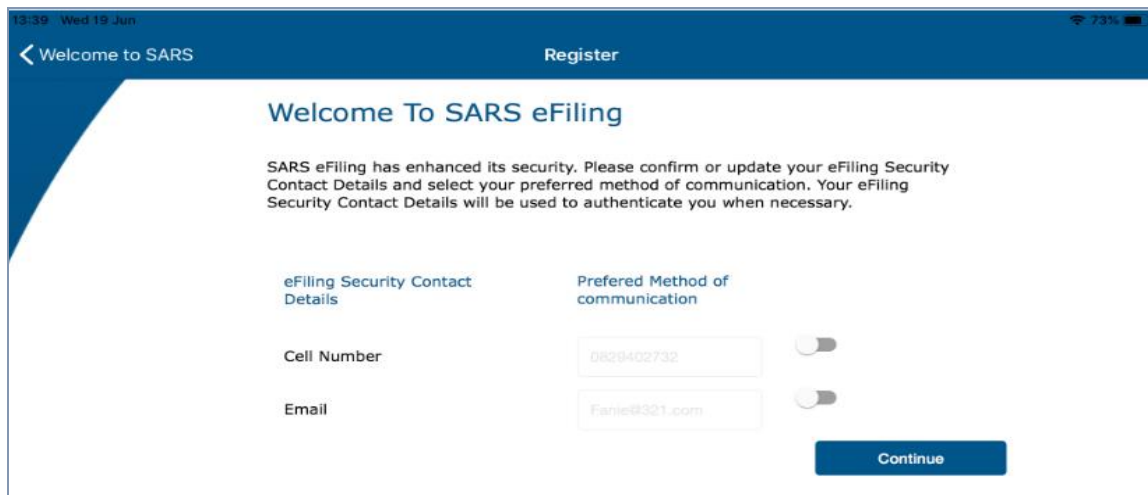 13:39 Wed 19 Jun
73%
Welcome to SARS
Register
Welcome To SARS eFiling
SARS eFiling has enhanced its security. Please confirm or update your eFiling Security
Contact Details and select your preferred method of communication. Your eFiling
Security Contact Details will be used to authenticate you when necessary.
eFiling Security Contact
Details
Prefered Method of
communication
Cell Number
0829402732
Email
Fanie@321.com
Continue